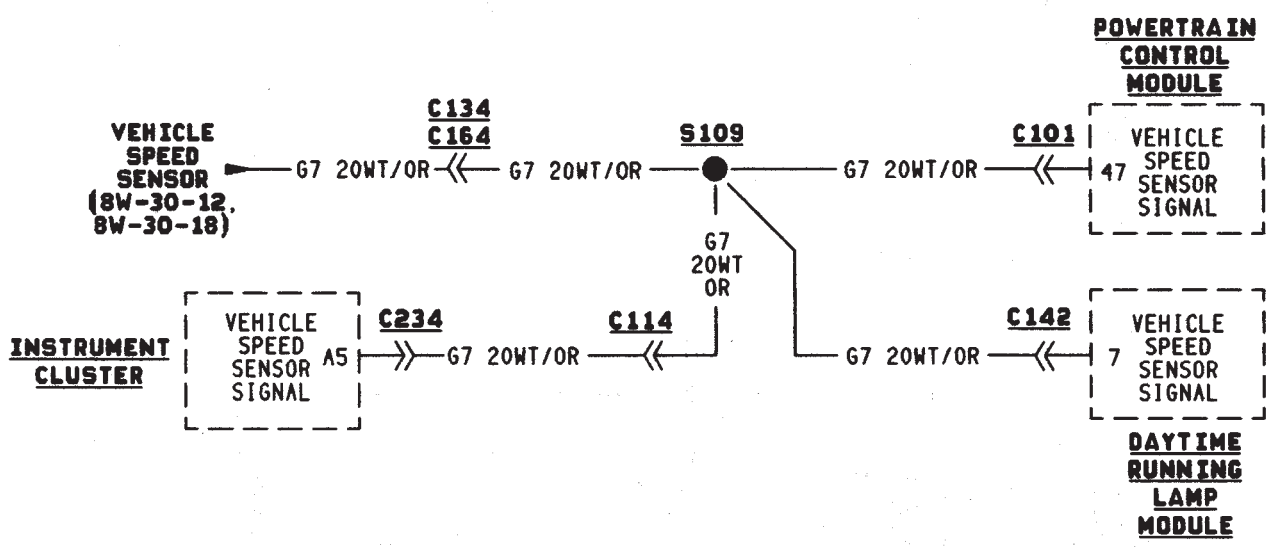 POWERTRAIN
CONTROL
MODULE
C134
C164
S109
C101
VEHICLE
SPEED
SENSOR
(8W-30-12,
8W-30-18)
G7 20WT/OR
G7 20WT/OR
G7 20WT/OR
47
VEHICLE
SPEED
SENSOR
SIGNAL
G7
20WT
OR
INSTRUMENT
CLUSTER
VEHICLE
SPEED
SENSOR
SIGNAL
A5
C234
G7 20WT/OR
C114
G7 20WT/OR
C142
7
VEHICLE
SPEED
SENSOR
SIGNAL
DAYTIME
RUNNING
LAMP
MODULE